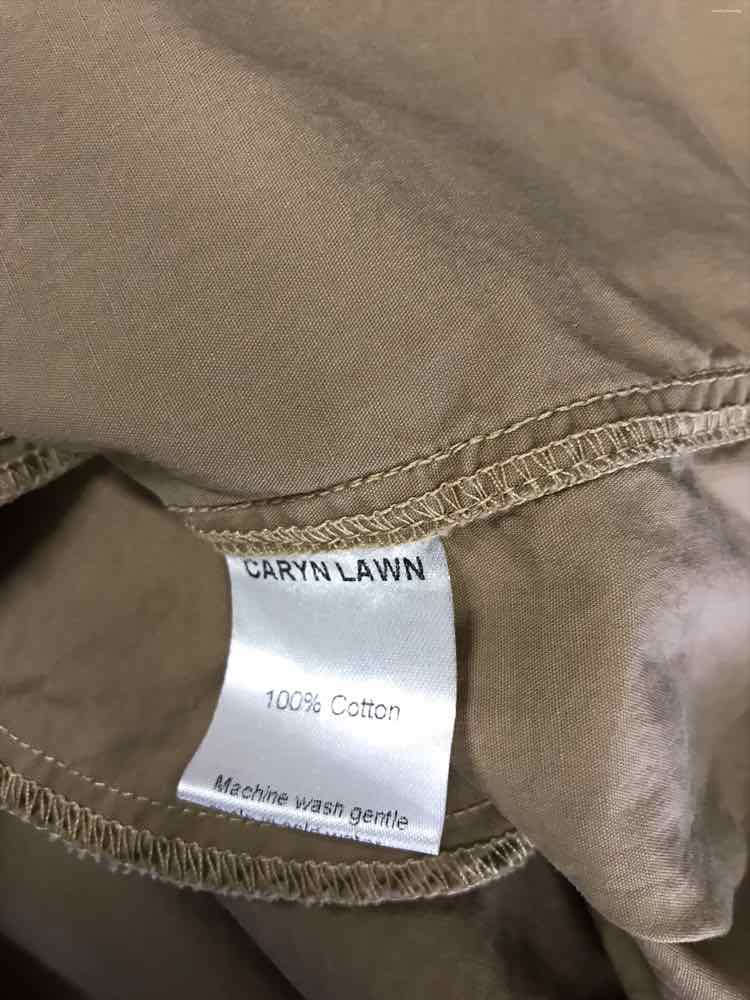 CARYN LAWN
100% Cotton
Machine wash gentle